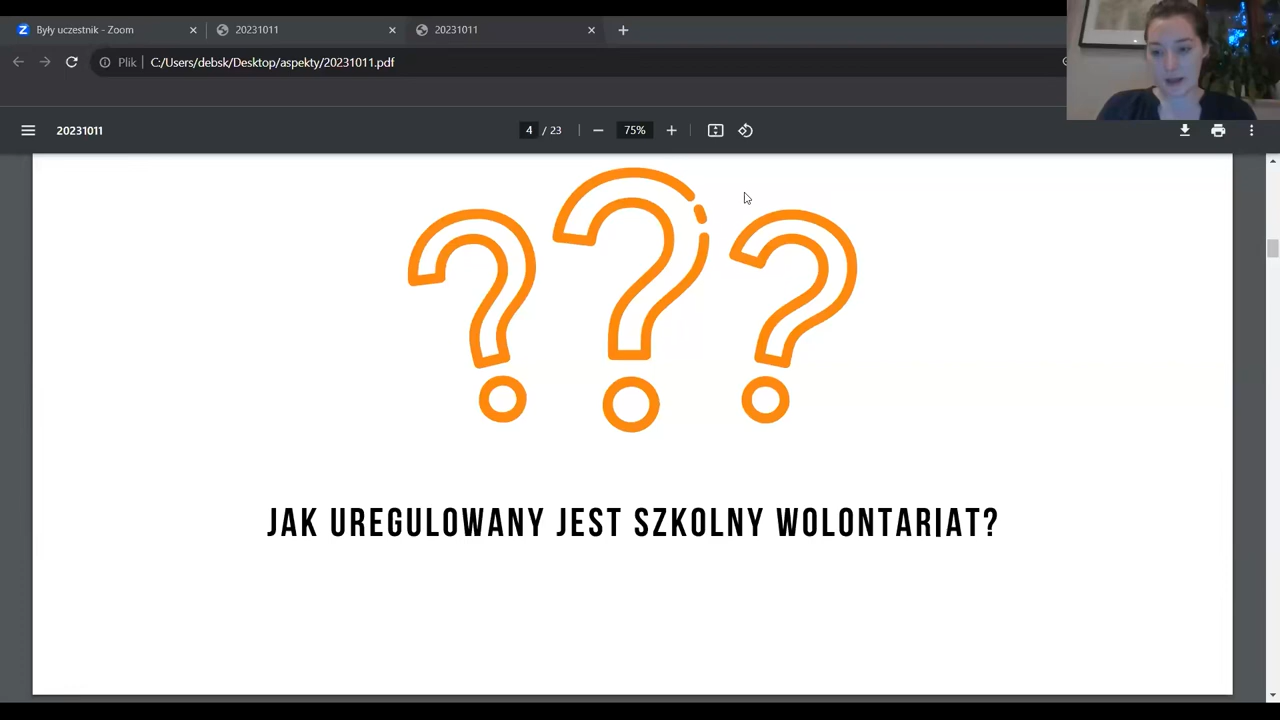 Były uczestnik - Zoom
20231011
20231011
Plik
C:/Users/debsk/Desktop/aspekty/20231011.pdf
20231011
4 / 23
75%
JAK UREGULOWANY JEST SZKOLNY WOLONTARIAT?